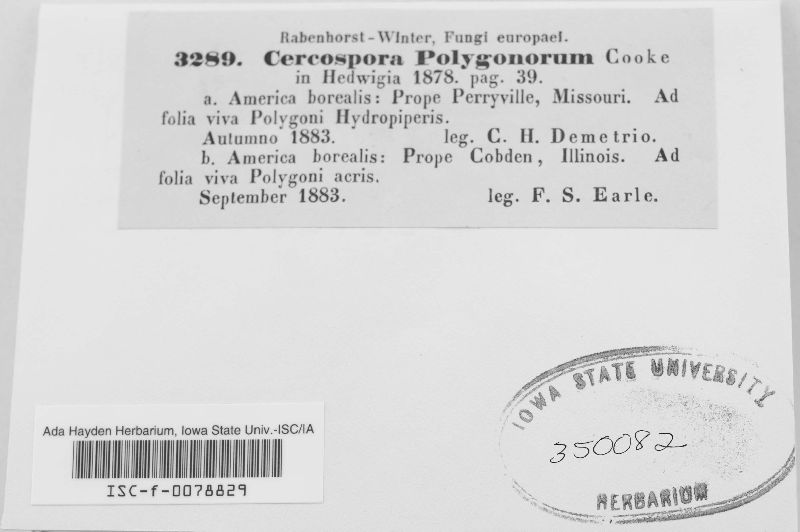 Rabenhorst-Winter, Fungi europaei.
3289. Cercospora Polygonorum Cooke
in Hedwigia 1878. pag. 39.
a. America borealis: Prope Perryville, Missouri. Ad
folia viva Polygoni Hydropiperis.
Autumno 1883. leg. C. H. Demetrio.
b. America borealis: Prope Cobden, Illinois. Ad
folia viva Polygoni acris.
September 1883. leg. F. S. Earle.
IOWA STATE UNIVERSITY
350082
HERBARIUM
Ada Hayden Herbarium, Iowa State Univ.-ISC/IA
ISC-f-0078829